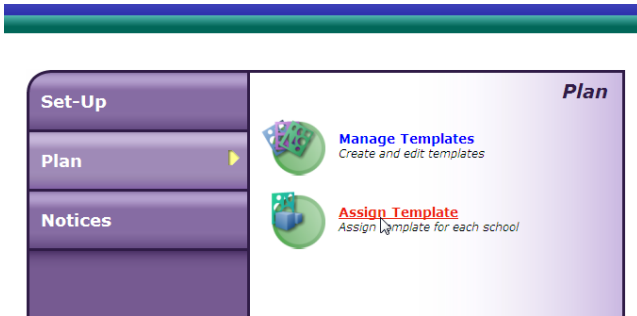 Plan
Set-Up
Manage Templates
Create and edit templates
Plan
Assign Template
Assign template for each school
Notices